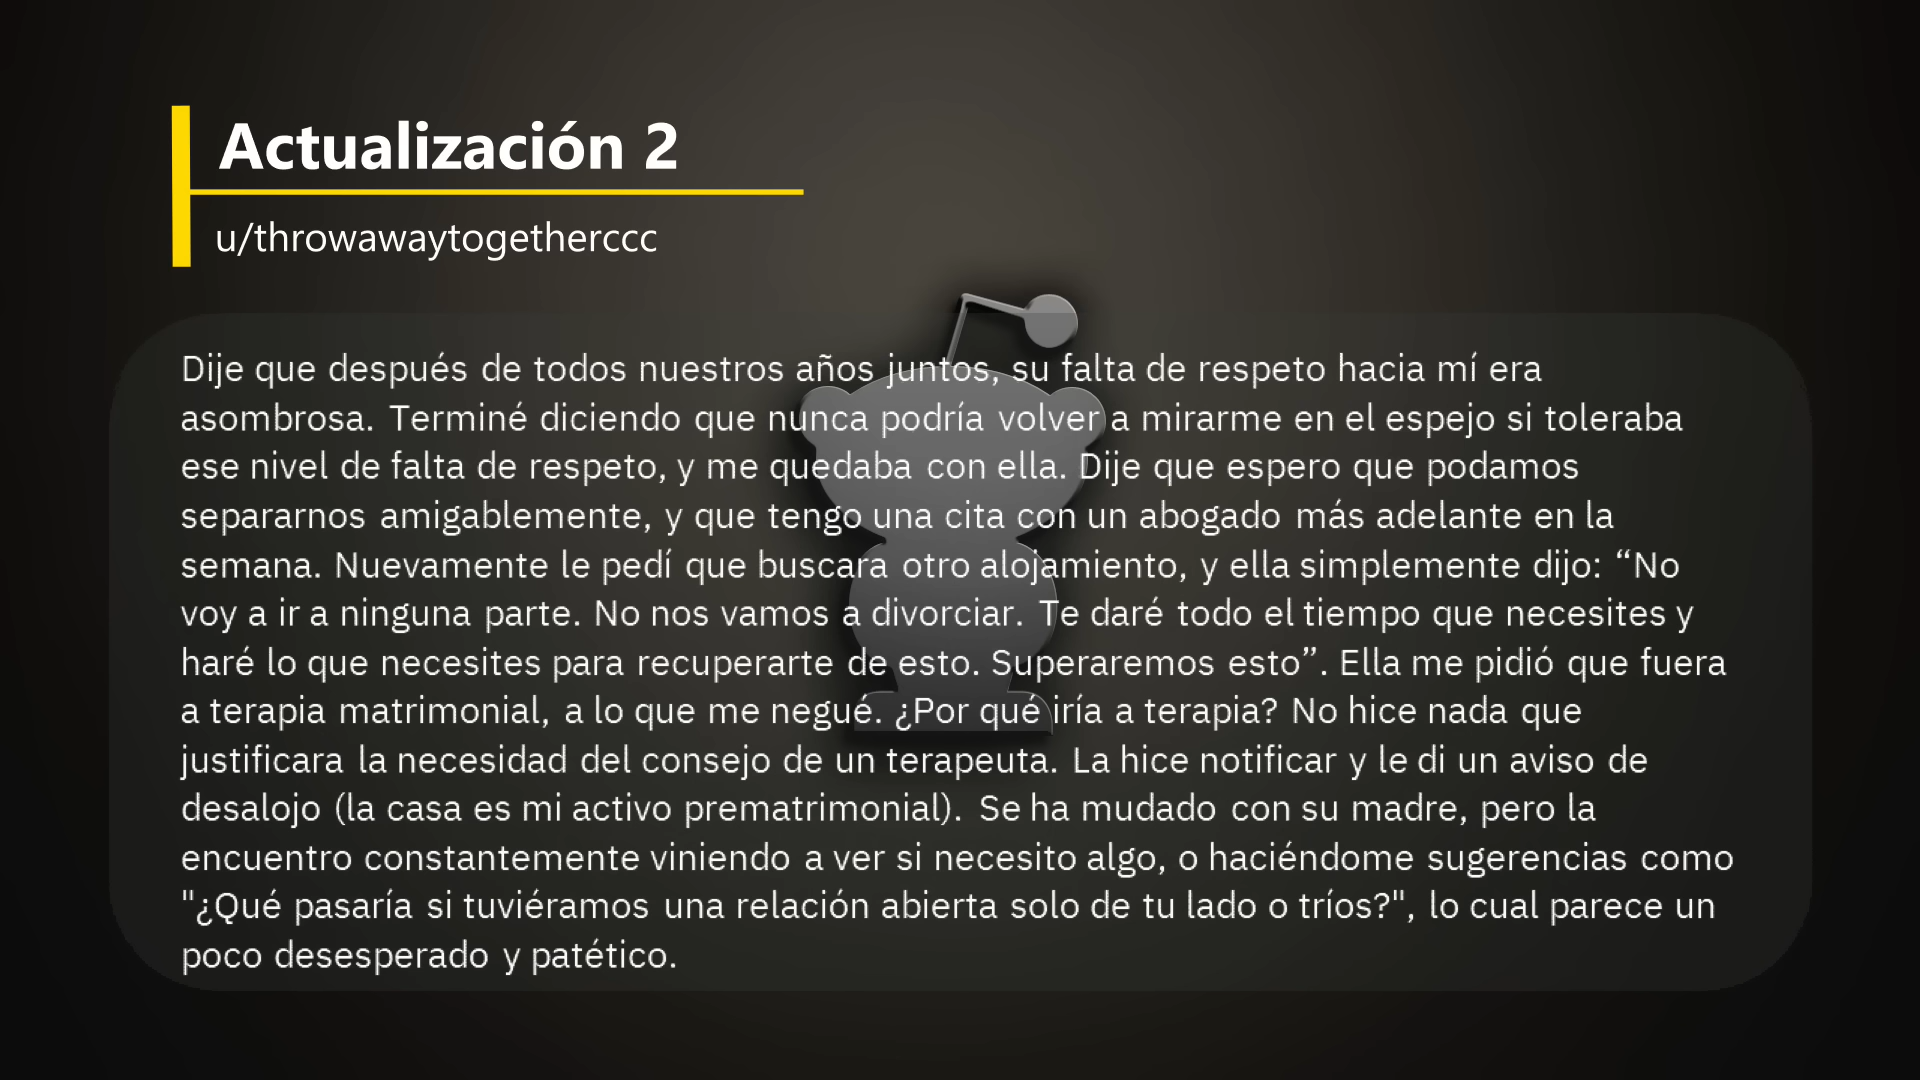 Actualización 2
u/throwawaytogetherccc
Dije que después de todos nuestros años juntos, su falta de respeto hacia mí era
asombrosa. Terminé diciendo que nunca podría volver a mirarme en el espejo si toleraba
ese nivel de falta de respeto, y me quedaba con ella. Dije que espero que podamos
separarnos amigablemente, y que tengo una cita con un abogado más adelante en la
semana. Nuevamente le pedí que buscara otro alojamiento, y ella simplemente dijo: “No
voy a ir a ninguna parte. No nos vamos a divorciar. Te daré todo el tiempo que necesites y
haré lo que necesites para recuperarte de esto. Superaremos esto”. Ella me pidió que fuera
a terapia matrimonial, a lo que me negué. ¿Por qué iría a terapia? No hice nada que
justificara la necesidad del consejo de un terapeuta. La hice notificar y le di un aviso de
desalojo (la casa es mi activo prematrimonial). Se ha mudado con su madre, pero la
encuentro constantemente viniendo a ver si necesito algo, o haciéndome sugerencias como
"¿Qué pasaría si tuviéramos una relación abierta solo de tu lado o tríos?", lo cual parece un
poco desesperado y patético.